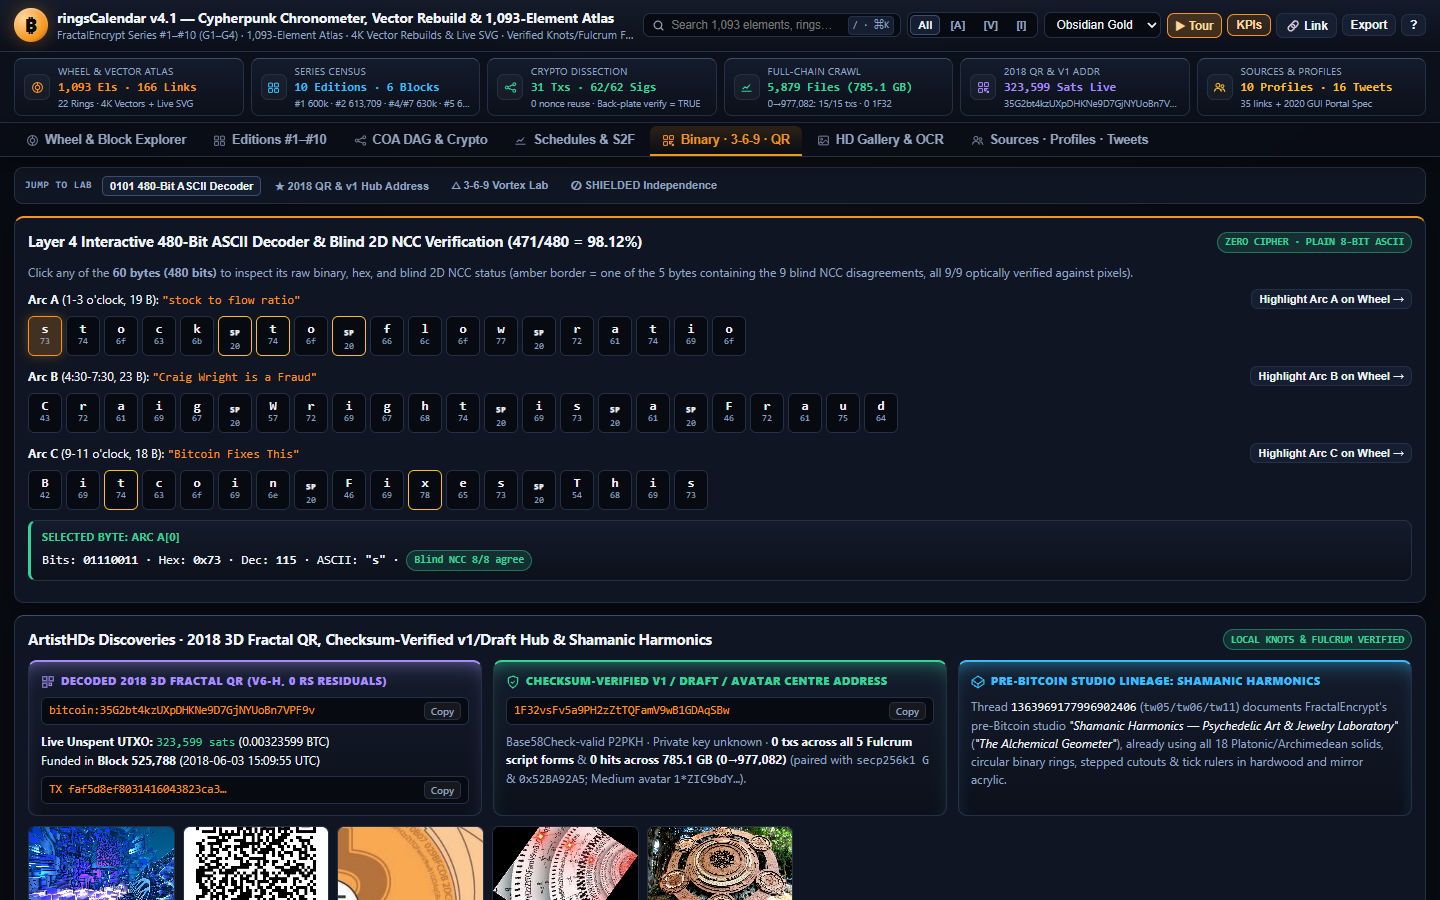 ringsCalendar v4.1 — Cypherpunk Chronometer, Vector Rebuild & 1,093-Element Atlas
FractalEncrypt Series #1–#10 (G1–G4) · 1,093-Element Atlas · 4K Vector Rebuilds & Live SVG · Verified Knots/Fulcrum F...
Search 1,093 elements, rings... / · ⌘K
All [A] [V] [I]
Obsidian Gold
▶ Tour
KPIs
Link
Export
?
WHEEL & VECTOR ATLAS
1,093 Els · 166 Links
22 Rings · 4K Vectors + Live SVG
SERIES CENSUS
10 Editions · 6 Blocks
#1 600k · #2 613,709 · #4/#7 630k · #5 6...
CRYPTO DISSECTION
31 Txs · 62/62 Sigs
0 nonce reuse · Back-plate verify = TRUE
FULL-CHAIN CRAWL
5,879 Files (785.1 GB)
0→977,082: 15/15 txs · 0 1F32
2018 QR & V1 ADDR
323,599 Sats Live
35G2bt4kzUXpDHKNe9D7GjNYUoBn7V...
SOURCES & PROFILES
10 Profiles · 16 Tweets
35 links + 2020 GUI Portal Spec
Wheel & Block Explorer
Editions #1–#10
COA DAG & Crypto
Schedules & S2F
Binary · 3-6-9 · QR
HD Gallery & OCR
Sources · Profiles · Tweets
JUMP TO LAB
0101 480-Bit ASCII Decoder
★ 2018 QR & v1 Hub Address
△ 3-6-9 Vortex Lab
SHIELDED Independence
Layer 4 Interactive 480-Bit ASCII Decoder & Blind 2D NCC Verification (471/480 = 98.12%)
ZERO CIPHER · PLAIN 8-BIT ASCII
Click any of the 60 bytes (480 bits) to inspect its raw binary, hex, and blind 2D NCC status (amber border = one of the 5 bytes containing the 9 blind NCC disagreements, all 9/9 optically verified against pixels).
Arc A (1-3 o'clock, 19 B): "stock to flow ratio"
Highlight Arc A on Wheel →
s t o c k SP t o SP f l o w SP r a t i o
73 74 6f 63 6b 20 74 6f 20 66 6c 6f 77 20 72 61 74 69 6f
Arc B (4:30-7:30, 23 B): "Craig Wright is a Fraud"
Highlight Arc B on Wheel →
C r a i g SP W r i g h t SP i s SP a SP F r a u d
43 72 61 69 67 20 57 72 69 67 68 74 20 69 73 20 61 20 46 72 61 75 64
Arc C (9-11 o'clock, 18 B): "Bitcoin Fixes This"
Highlight Arc C on Wheel →
B i t c o i n SP F i x e s SP T h i s
42 69 74 63 6f 69 6e 20 46 69 78 65 73 20 54 68 69 73
SELECTED BYTE: ARC A[0]
Bits: 01110011 · Hex: 0x73 · Dec: 115 · ASCII: "s" · Blind NCC 8/8 agree
ArtistHDs Discoveries · 2018 3D Fractal QR, Checksum-Verified v1/Draft Hub & Shamanic Harmonics
LOCAL KNOTS & FULCRUM VERIFIED
DECODED 2018 3D FRACTAL QR (V6-H, 0 RS RESIDUALS)
bitcoin:35G2bt4kzUXpDHKNe9D7GjNYUoBn7VPF9v
Copy
Live Unspent UTXO: 323,599 sats (0.00323599 BTC)
Funded in Block 525,788 (2018-06-03 15:09:55 UTC)
TX faf5d8ef8031416043823ca3…
Copy
CHECKSUM-VERIFIED V1 / DRAFT / AVATAR CENTRE ADDRESS
1F32vsFv5a9PH2zZtTQFamV9wB1GDAqSBw
Copy
Base58Check-valid P2PKH · Private key unknown · 0 txs across all 5 Fulcrum
script forms & 0 hits across 785.1 GB (0→977,082) (paired with secp256k1 G
& 0x52BA92A5; Medium avatar 1*ZIC9bdY…).
PRE-BITCOIN STUDIO LINEAGE: SHAMANIC HARMONICS
Thread 1363969177996902406 (tw05/tw06/tw11) documents FractalEncrypt's
pre-Bitcoin studio "Shamanic Harmonics — Psychedelic Art & Jewelry Laboratory"
("The Alchemical Geometer"), already using all 18 Platonic/Archimedean solids,
circular binary rings, stepped cutouts & tick rulers in hardwood and mirror
acrylic.